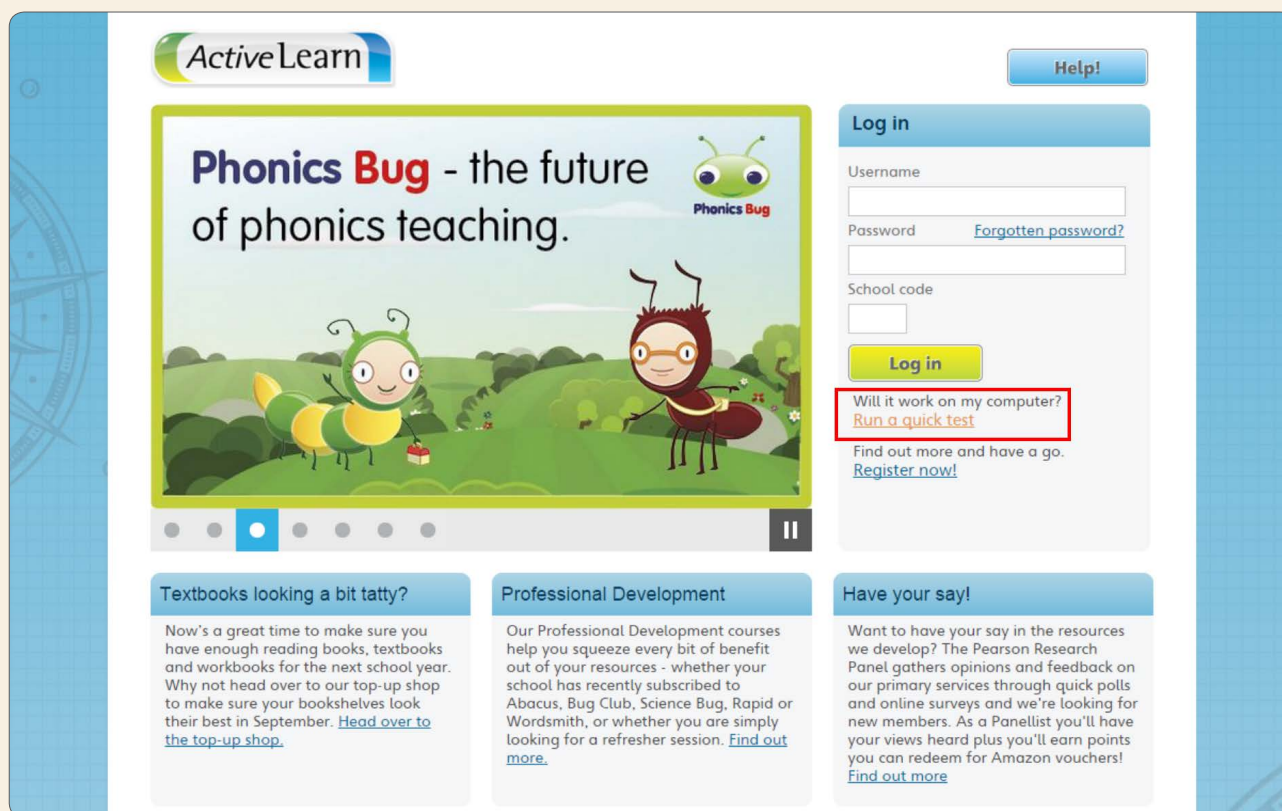 ActiveLearn
Help!
Phonics Bug - the future
of phonics teaching.
Phonics Bug
Log in
Username
Password Forgotten password?
School code
Log in
Will it work on my computer?
Run a quick test
Find out more and have a go.
Register now!
Textbooks looking a bit tatty?
Now's a great time to make sure you
have enough reading books, textbooks
and workbooks for the next school year.
Why not head over to our top-up shop
to make sure your bookshelves look
their best in September. Head over to
the top-up shop.
Professional Development
Our Professional Development courses
help you squeeze every bit of benefit
out of your resources - whether your
school has recently subscribed to
Abacus, Bug Club, Science Bug, Rapid or
Wordsmith, or whether you are simply
looking for a refresher session. Find out
more.
Have your say!
Want to have your say in the resources
we develop? The Pearson Research
Panel gathers opinions and feedback on
our primary services through quick polls
and online surveys and we're looking for
new members. As a Panellist you'll have
your views heard plus you'll earn points
you can redeem for Amazon vouchers!
Find out more